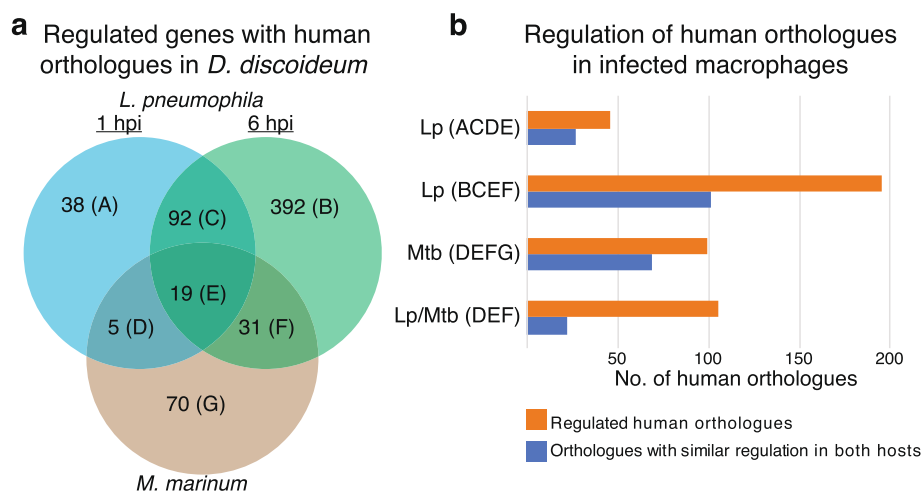 a
Regulated genes with human
orthologues in D. discoideum
L. pneumophila
1 hpi
6 hpi
38 (A)
92 (C)
392 (B)
19 (E)
5 (D)
31 (F)
70 (G)
M. marinum
b
Regulation of human orthologues
in infected macrophages
Lp (ACDE)
Lp (BCEF)
Mtb (DEFG)
Lp/Mtb (DEF)
50
100
150
200
No. of human orthologues
Regulated human orthologues
Orthologues with similar regulation in both hosts